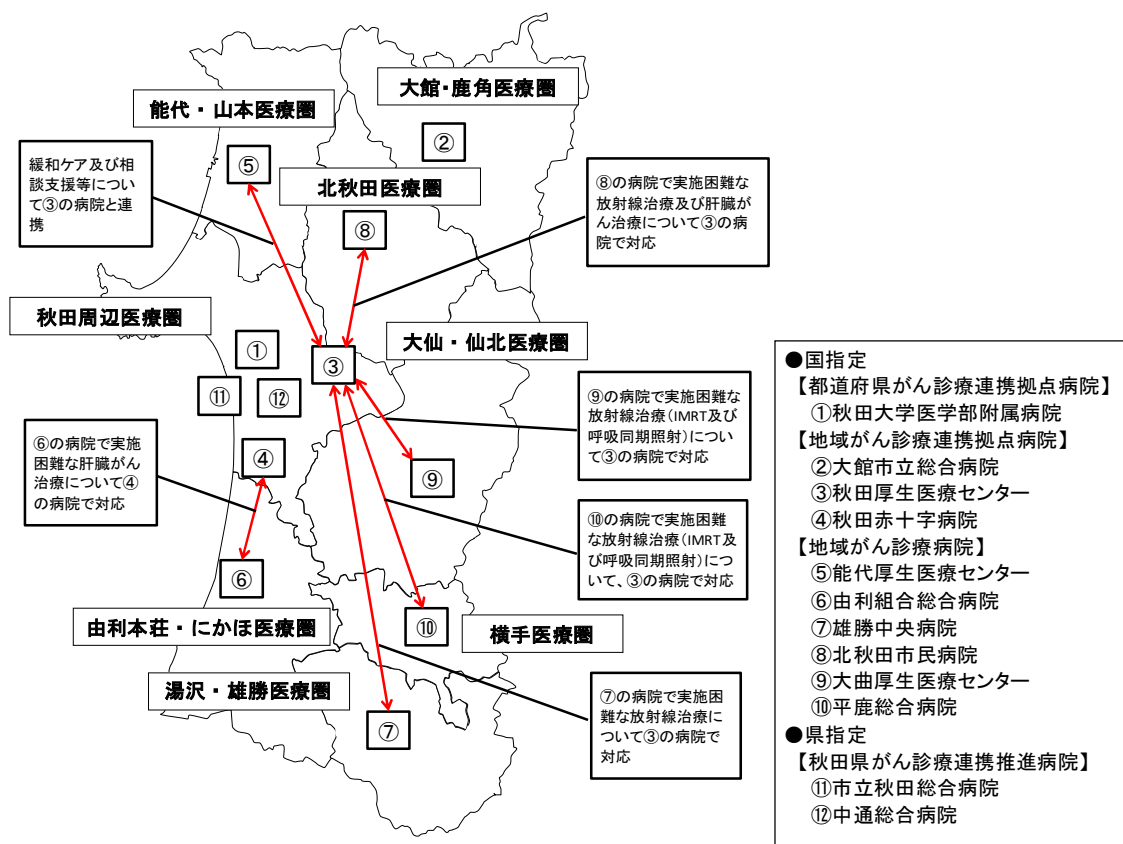 大館・鹿角医療圏
能代・山本医療圏
②
緩和ケア及び相
談支援等につい
て③の病院と連
携
⑤
北秋田医療圏
⑧
⑧の病院で実施困難な
放射線治療及び肝臓が
ん治療について③の病
院で対応
秋田周辺医療圏
大仙・仙北医療圏
①
③
⑪
⑫
⑨の病院で実施困難な
放射線治療(IMRT及び
呼吸同期照射)につい
て③の病院で対応
⑥の病院で実施
困難な肝臓がん
治療について④
の病院で対応
④
⑨
⑩の病院で実施困難
な放射線治療(IMRT及
び呼吸同期照射)につ
いて、③の病院で対応
⑥
由利本荘・にかほ医療圏
⑩
横手医療圏
湯沢・雄勝医療圏
⑦
⑦の病院で実施困
難な放射線治療に
ついて③の病院で
対応
●国指定
【都道府県がん診療連携拠点病院】
①秋田大学医学部附属病院
【地域がん診療連携拠点病院】
②大館市立総合病院
③秋田厚生医療センター
④秋田赤十字病院
【地域がん診療病院】
⑤能代厚生医療センター
⑥由利組合総合病院
⑦雄勝中央病院
⑧北秋田市民病院
⑨大曲厚生医療センター
⑩平鹿総合病院
●県指定
【秋田県がん診療連携推進病院】
⑪市立秋田総合病院
⑫中通総合病院